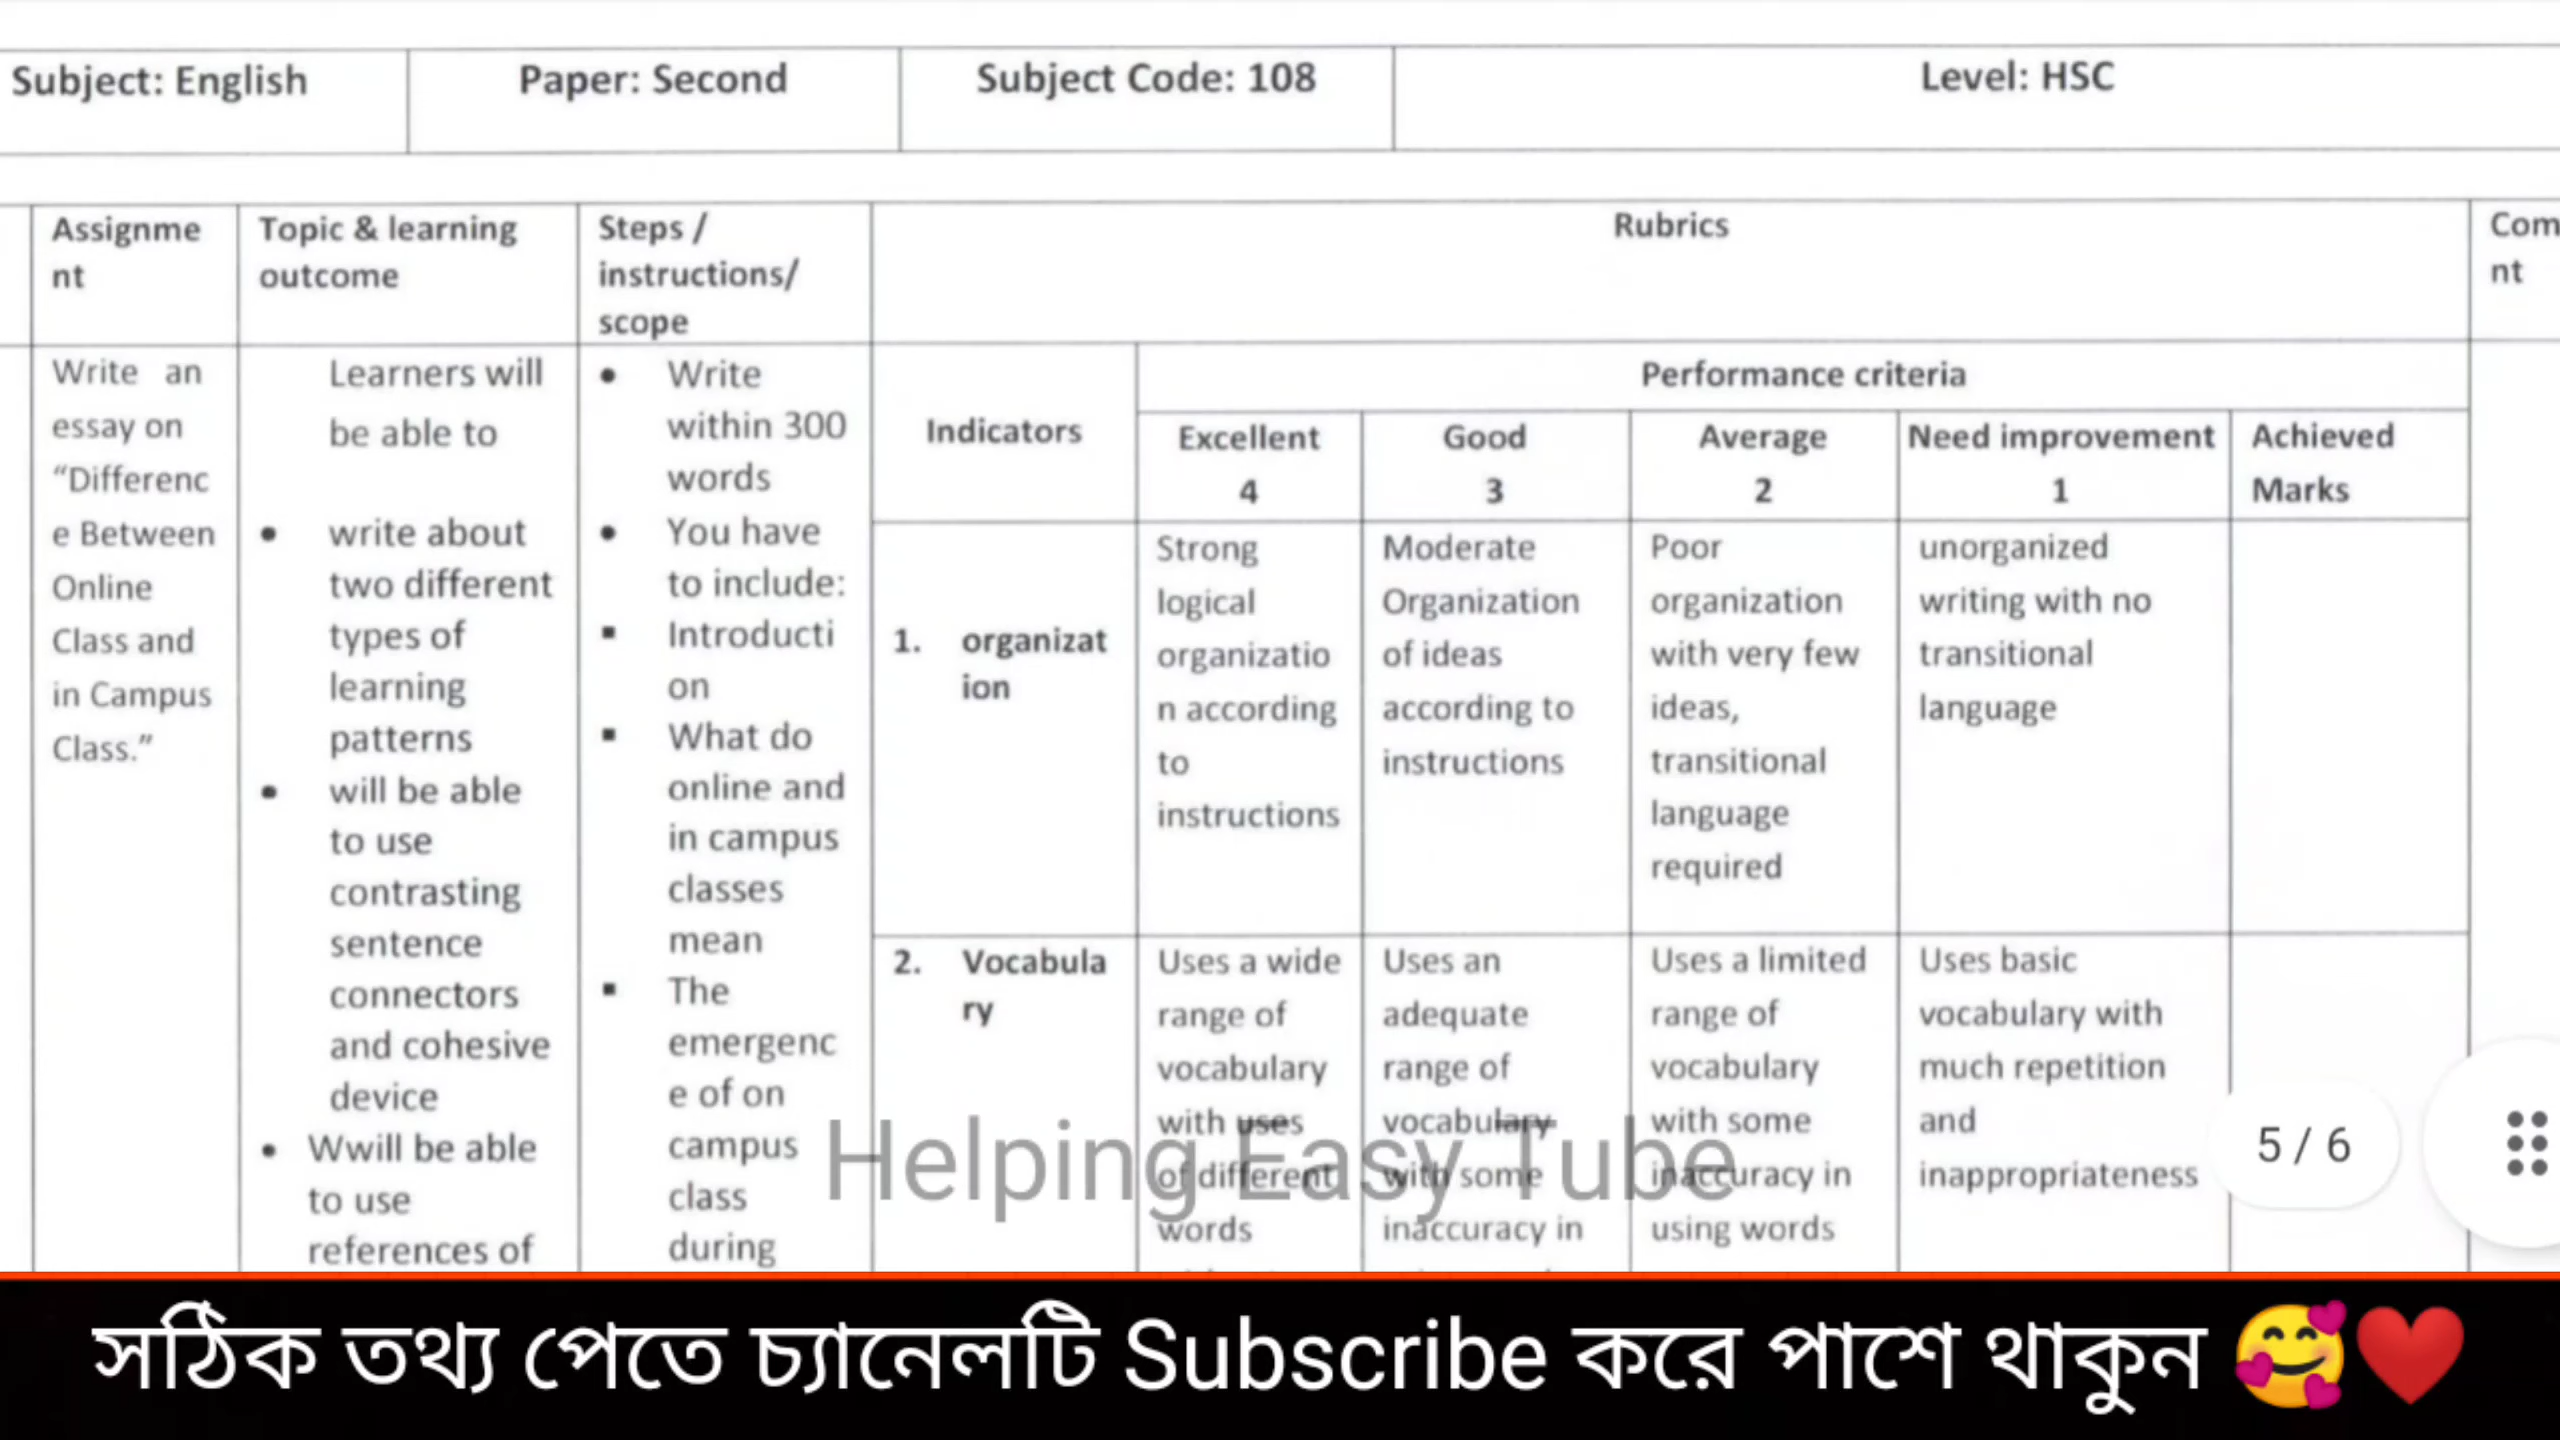 Subject: English
Paper: Second
Subject Code: 108
Level: HSC
Assignme
nt
Topic & learning
outcome
Steps /
instructions/
scope
Rubrics
Com
nt
Write an
essay on
“Differenc
e Between
Online
Class and
in Campus
Class.”
Learners will
be able to
• write about
two different
types of
learning
patterns
• will be able
to use
contrasting
sentence
connectors
and cohesive
device
• Wwill be able
to use
references of
• Write
within 300
words
• You have
to include:
▪ Introducti
on
▪ What do
online and
in campus
classes
mean
▪ The
emergenc
e of on
campus
class
during
Indicators
Performance criteria
Excellent
4
Good
3
Average
2
Need improvement
1
Achieved
Marks
1. organizat
ion
Strong
logical
organizatio
n according
to
instructions
Moderate
Organization
of ideas
according to
instructions
Poor
organization
with very few
ideas,
transitional
language
required
unorganized
writing with no
transitional
language
2. Vocabula
ry
Uses a wide
range of
vocabulary
with uses
of different
words
Uses an
adequate
range of
vocabulary
with some
inaccuracy in
Uses a limited
range of
vocabulary
with some
inaccuracy in
using words
Uses basic
vocabulary with
much repetition
and
inappropriateness
5 / 6
Helping Easy Tube
সঠিক তথ্য পেতে চ্যানেলটি Subscribe করে পাশে থাকুন 🥰❤️